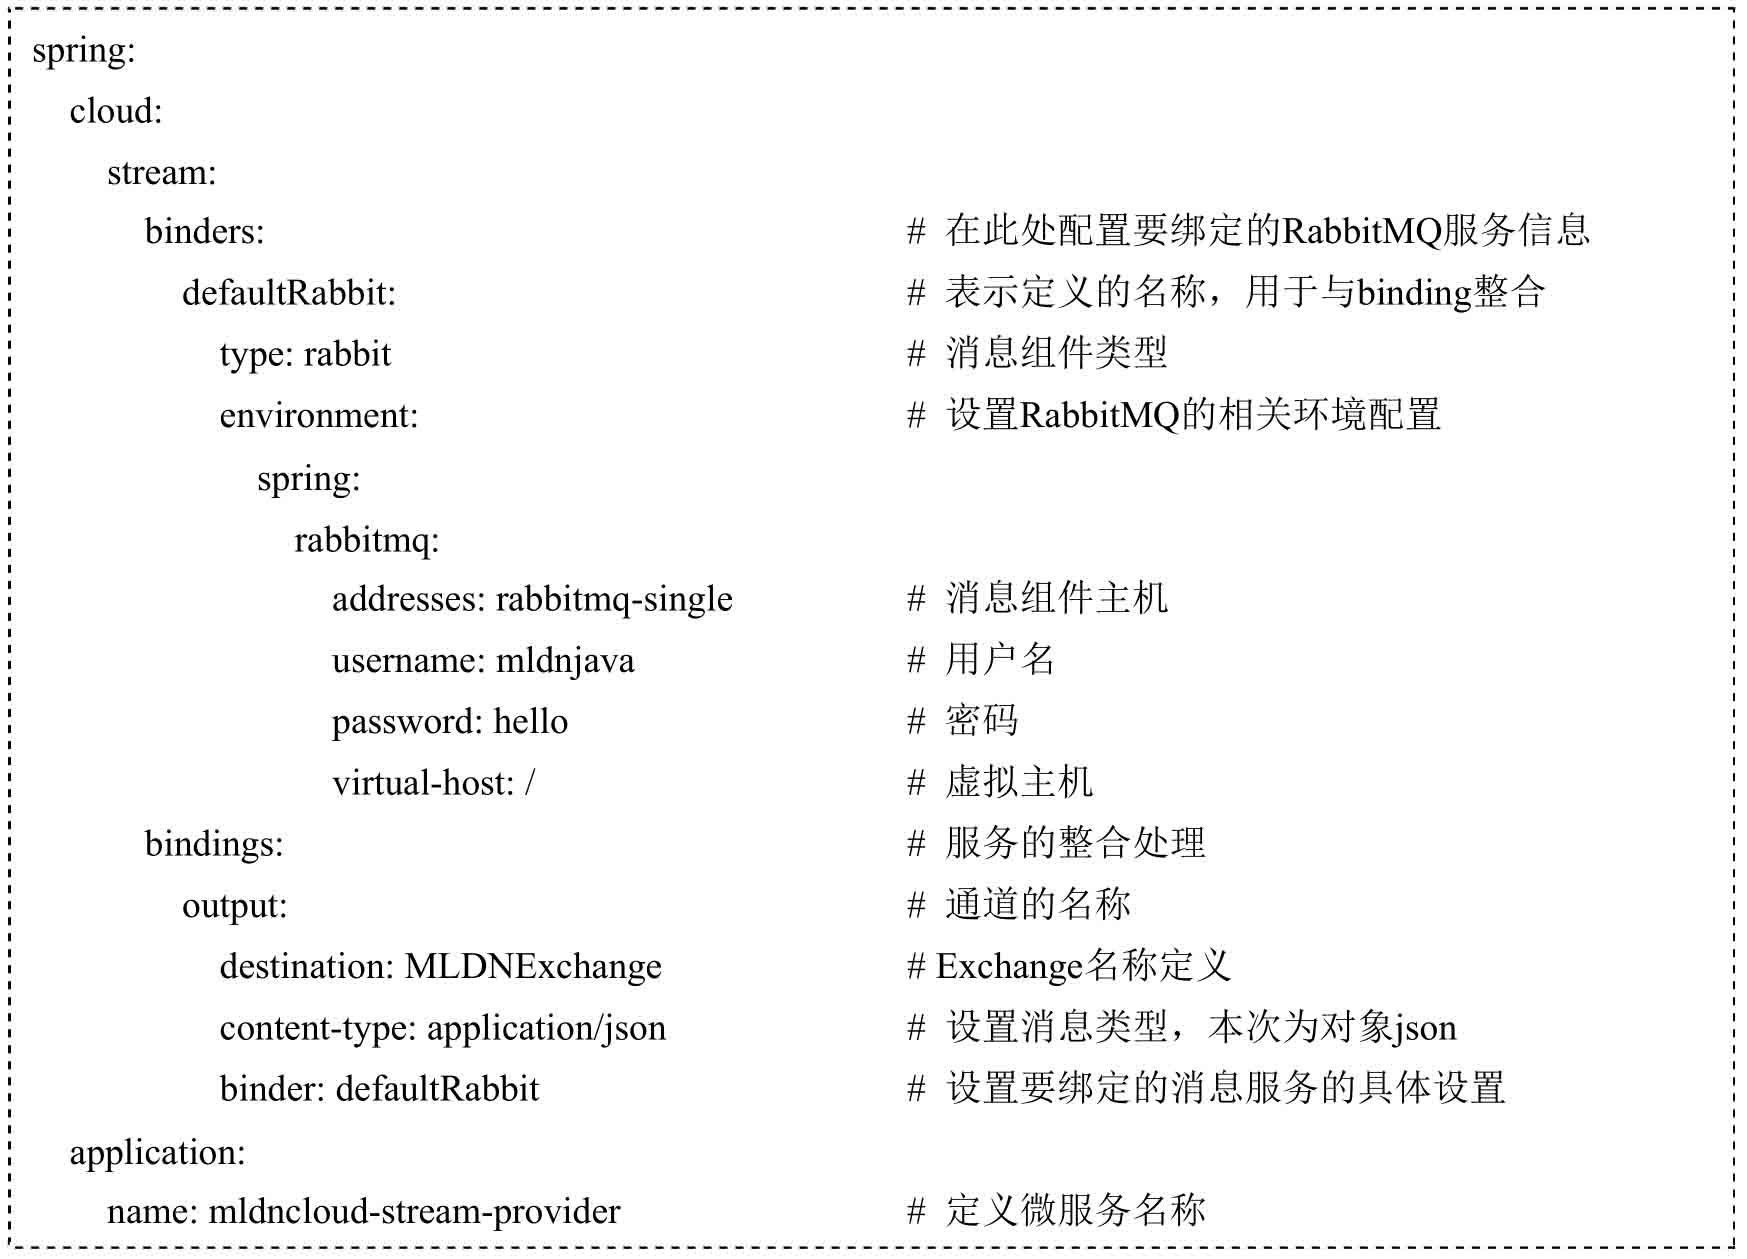 spring:
  cloud:
    stream:
      binders: # 在此处配置要绑定的RabbitMQ服务信息
        defaultRabbit: # 表示定义的名称，用于与binding整合
          type: rabbit # 消息组件类型
          environment: # 设置RabbitMQ的相关环境配置
            spring:
              rabbitmq:
                addresses: rabbitmq-single # 消息组件主机
                username: mldnjava # 用户名
                password: hello # 密码
                virtual-host: / # 虚拟主机
      bindings: # 服务的整合处理
        output: # 通道的名称
          destination: MLDNExchange # Exchange名称定义
          content-type: application/json # 设置消息类型，本次为对象json
          binder: defaultRabbit # 设置要绑定的消息服务的具体设置
  application:
    name: mldncloud-stream-provider # 定义微服务名称